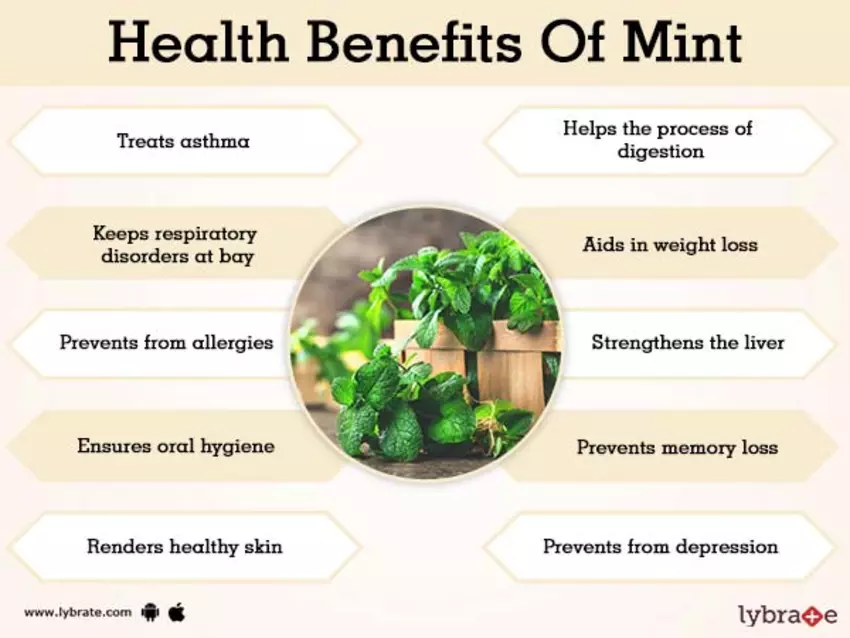 Health Benefits Of Mint
Treats asthma
Helps the process of
digestion
Keeps respiratory
disorders at bay
Aids in weight loss
Prevents from allergies
Strengthens the liver
Ensures oral hygiene
Prevents memory loss
Renders healthy skin
Prevents from depression
www.lybrate.com
lybrate